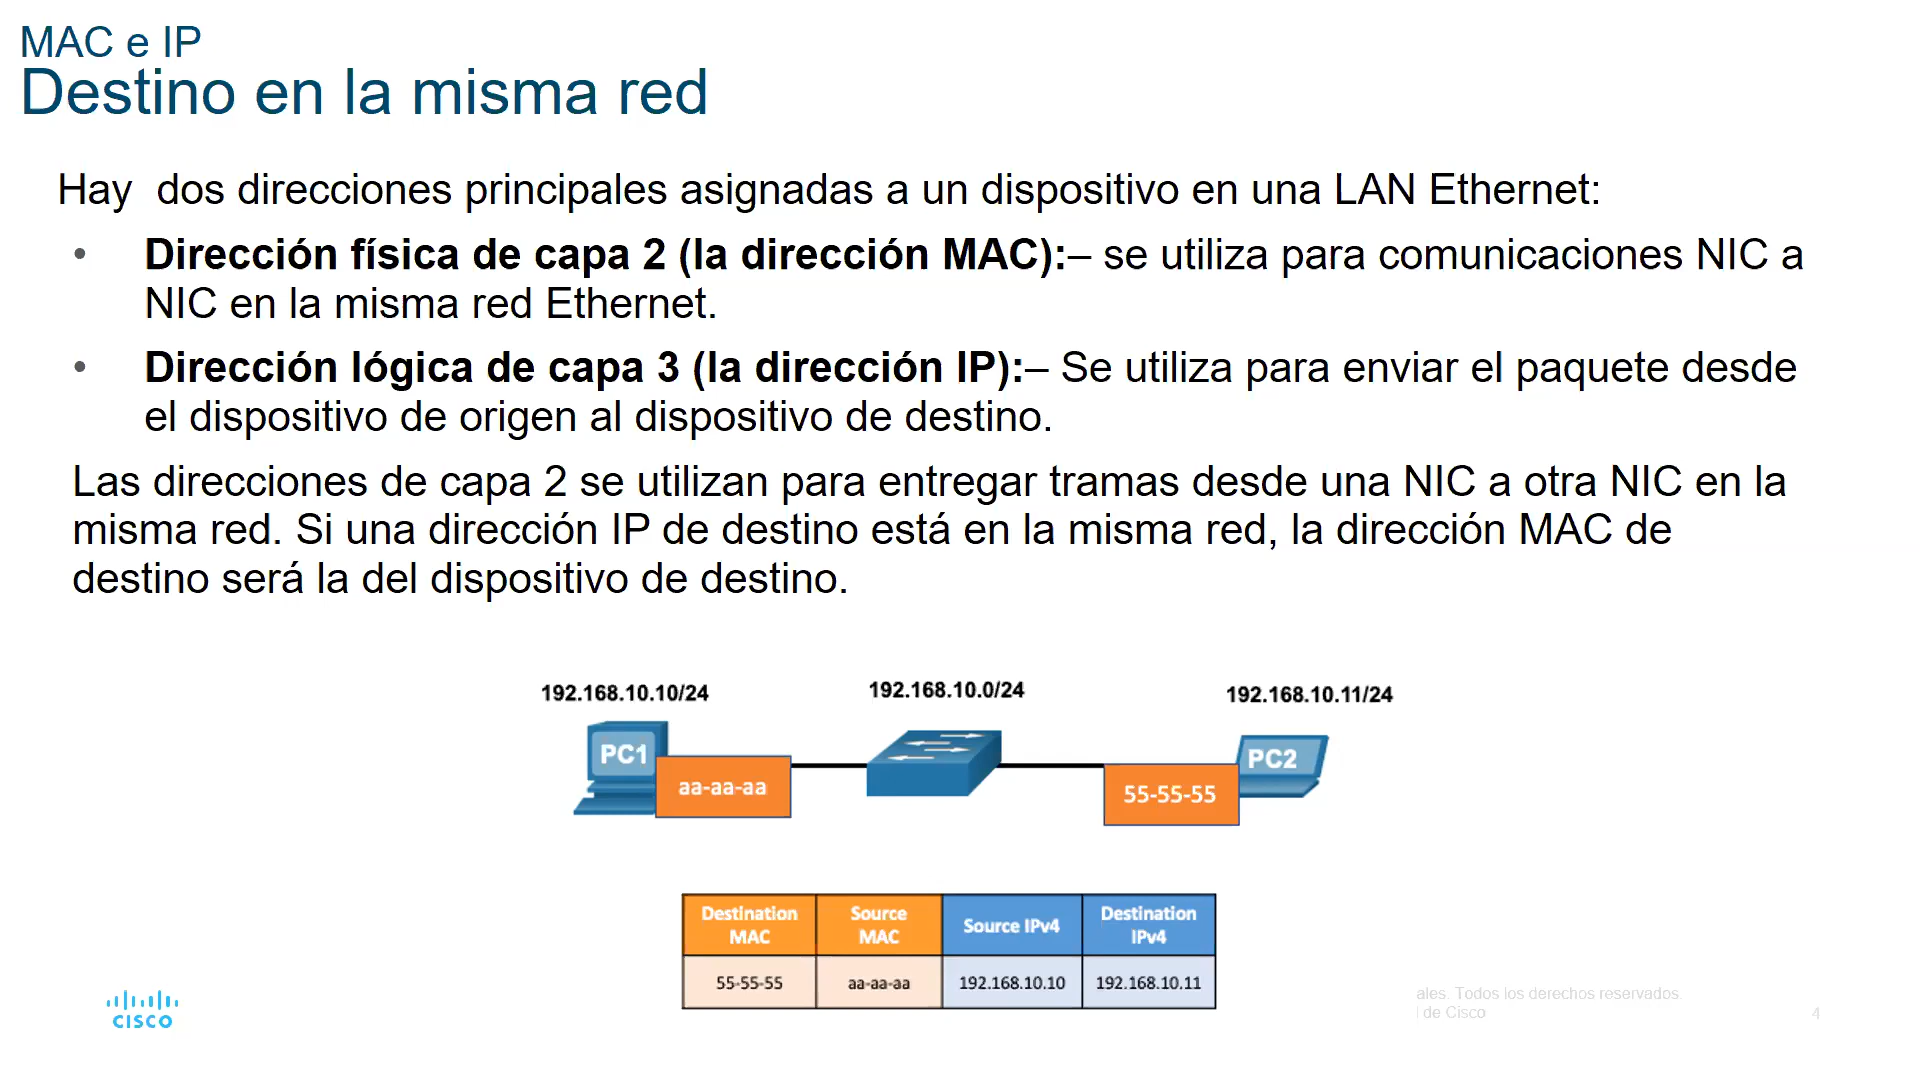 MAC e IP
Destino en la misma red
Hay  dos direcciones principales asignadas a un dispositivo en una LAN Ethernet:
• Dirección física de capa 2 (la dirección MAC):– se utiliza para comunicaciones NIC a
NIC en la misma red Ethernet.
• Dirección lógica de capa 3 (la dirección IP):– Se utiliza para enviar el paquete desde
el dispositivo de origen al dispositivo de destino.
Las direcciones de capa 2 se utilizan para entregar tramas desde una NIC a otra NIC en la
misma red. Si una dirección IP de destino está en la misma red, la dirección MAC de
destino será la del dispositivo de destino.
192.168.10.10/24 192.168.10.0/24 192.168.10.11/24
PC1 PC2
aa-aa-aa 55-55-55
Destination MAC Source MAC Source IPv4 Destination IPv4
55-55-55 aa-aa-aa 192.168.10.10 192.168.10.11
CISCO
ales. Todos los derechos reservados.
de Cisco
4